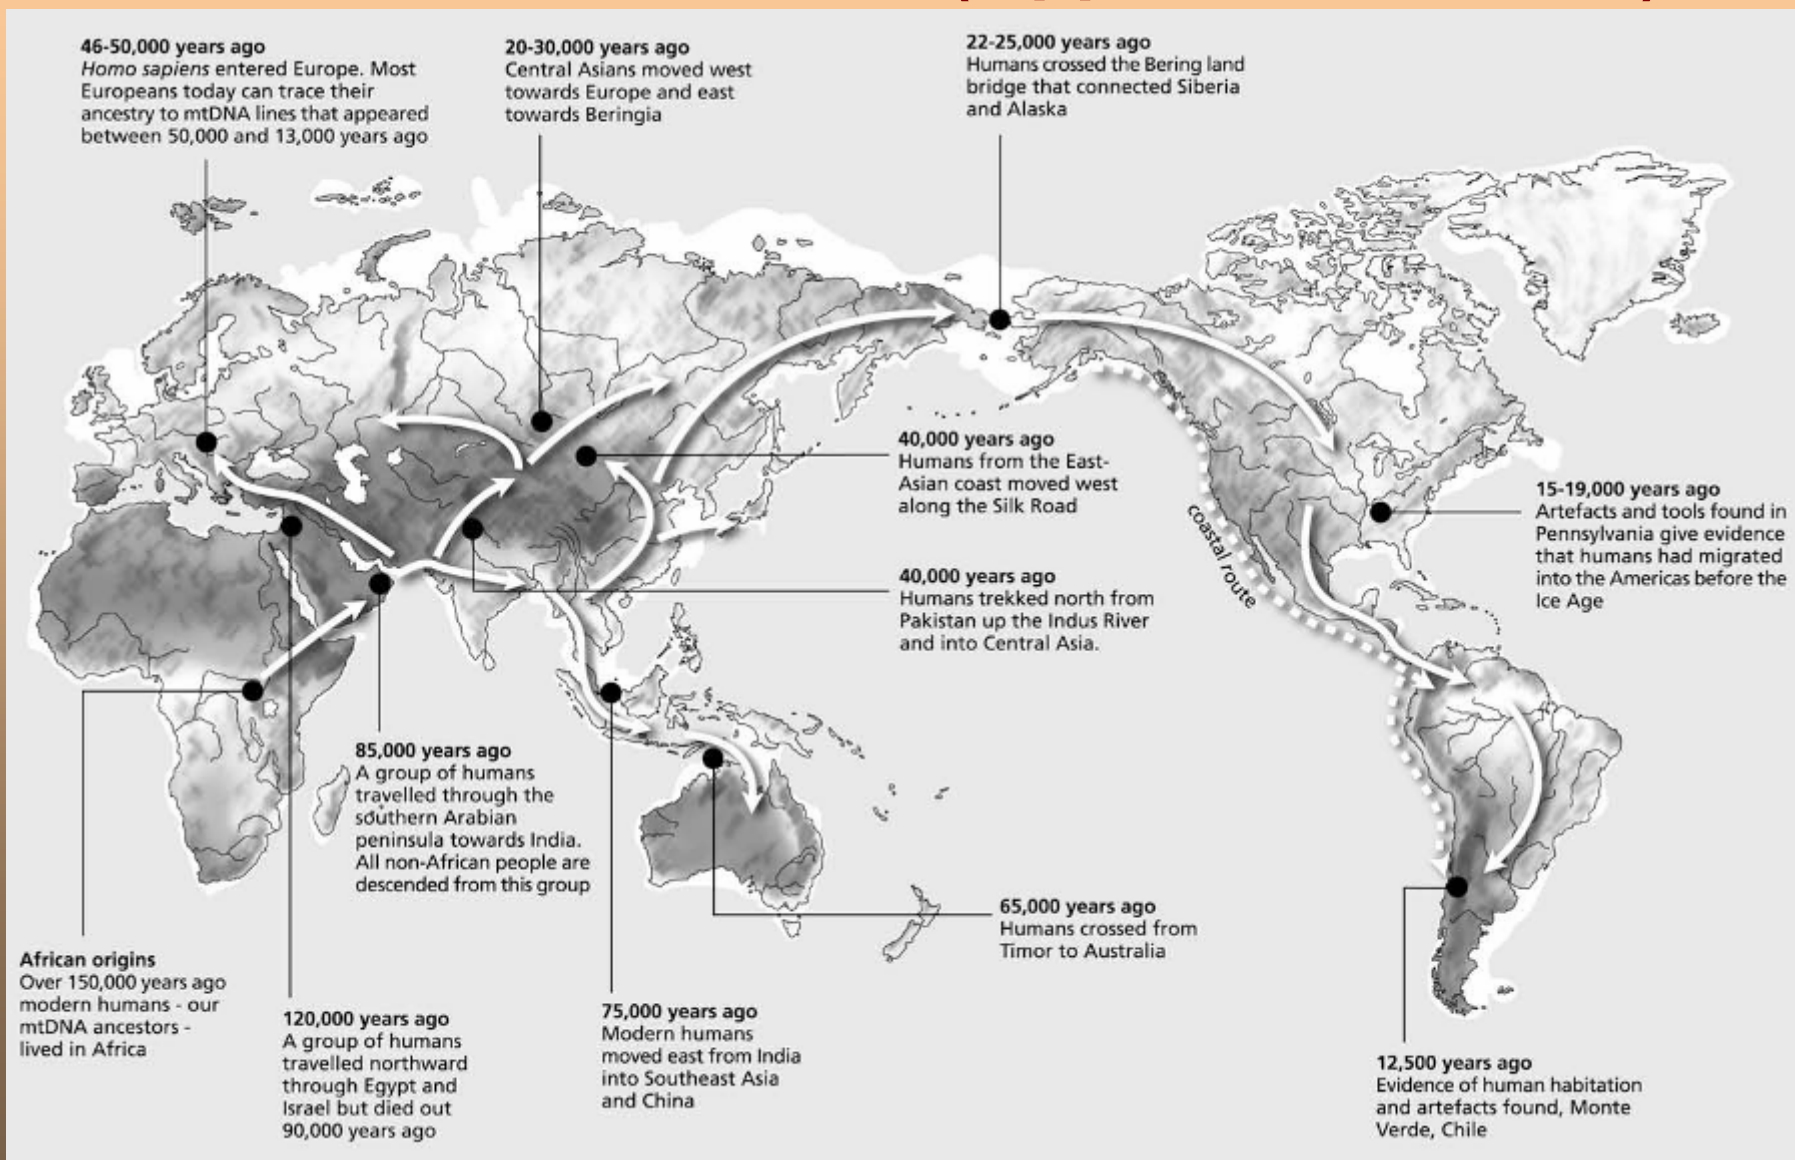 46-50,000 years ago
Homo sapiens entered Europe. Most
Europeans today can trace their
ancestry to mtDNA lines that appeared
between 50,000 and 13,000 years ago
20-30,000 years ago
Central Asians moved west
towards Europe and east
towards Beringia
22-25,000 years ago
Humans crossed the Bering land
bridge that connected Siberia
and Alaska
40,000 years ago
Humans from the East-
Asian coast moved west
along the Silk Road
15-19,000 years ago
Artefacts and tools found in
Pennsylvania give evidence
that humans had migrated
into the Americas before the
Ice Age
coastal route
40,000 years ago
Humans trekked north from
Pakistan up the Indus River
and into Central Asia.
85,000 years ago
A group of humans
travelled through the
southern Arabian
peninsula towards India.
All non-African people are
descended from this group
65,000 years ago
Humans crossed from
Timor to Australia
African origins
Over 150,000 years ago
modern humans - our
mtDNA ancestors -
lived in Africa
120,000 years ago
A group of humans
travelled northward
through Egypt and
Israel but died out
90,000 years ago
75,000 years ago
Modern humans
moved east from India
into Southeast Asia
and China
12,500 years ago
Evidence of human habitation
and artefacts found, Monte
Verde, Chile